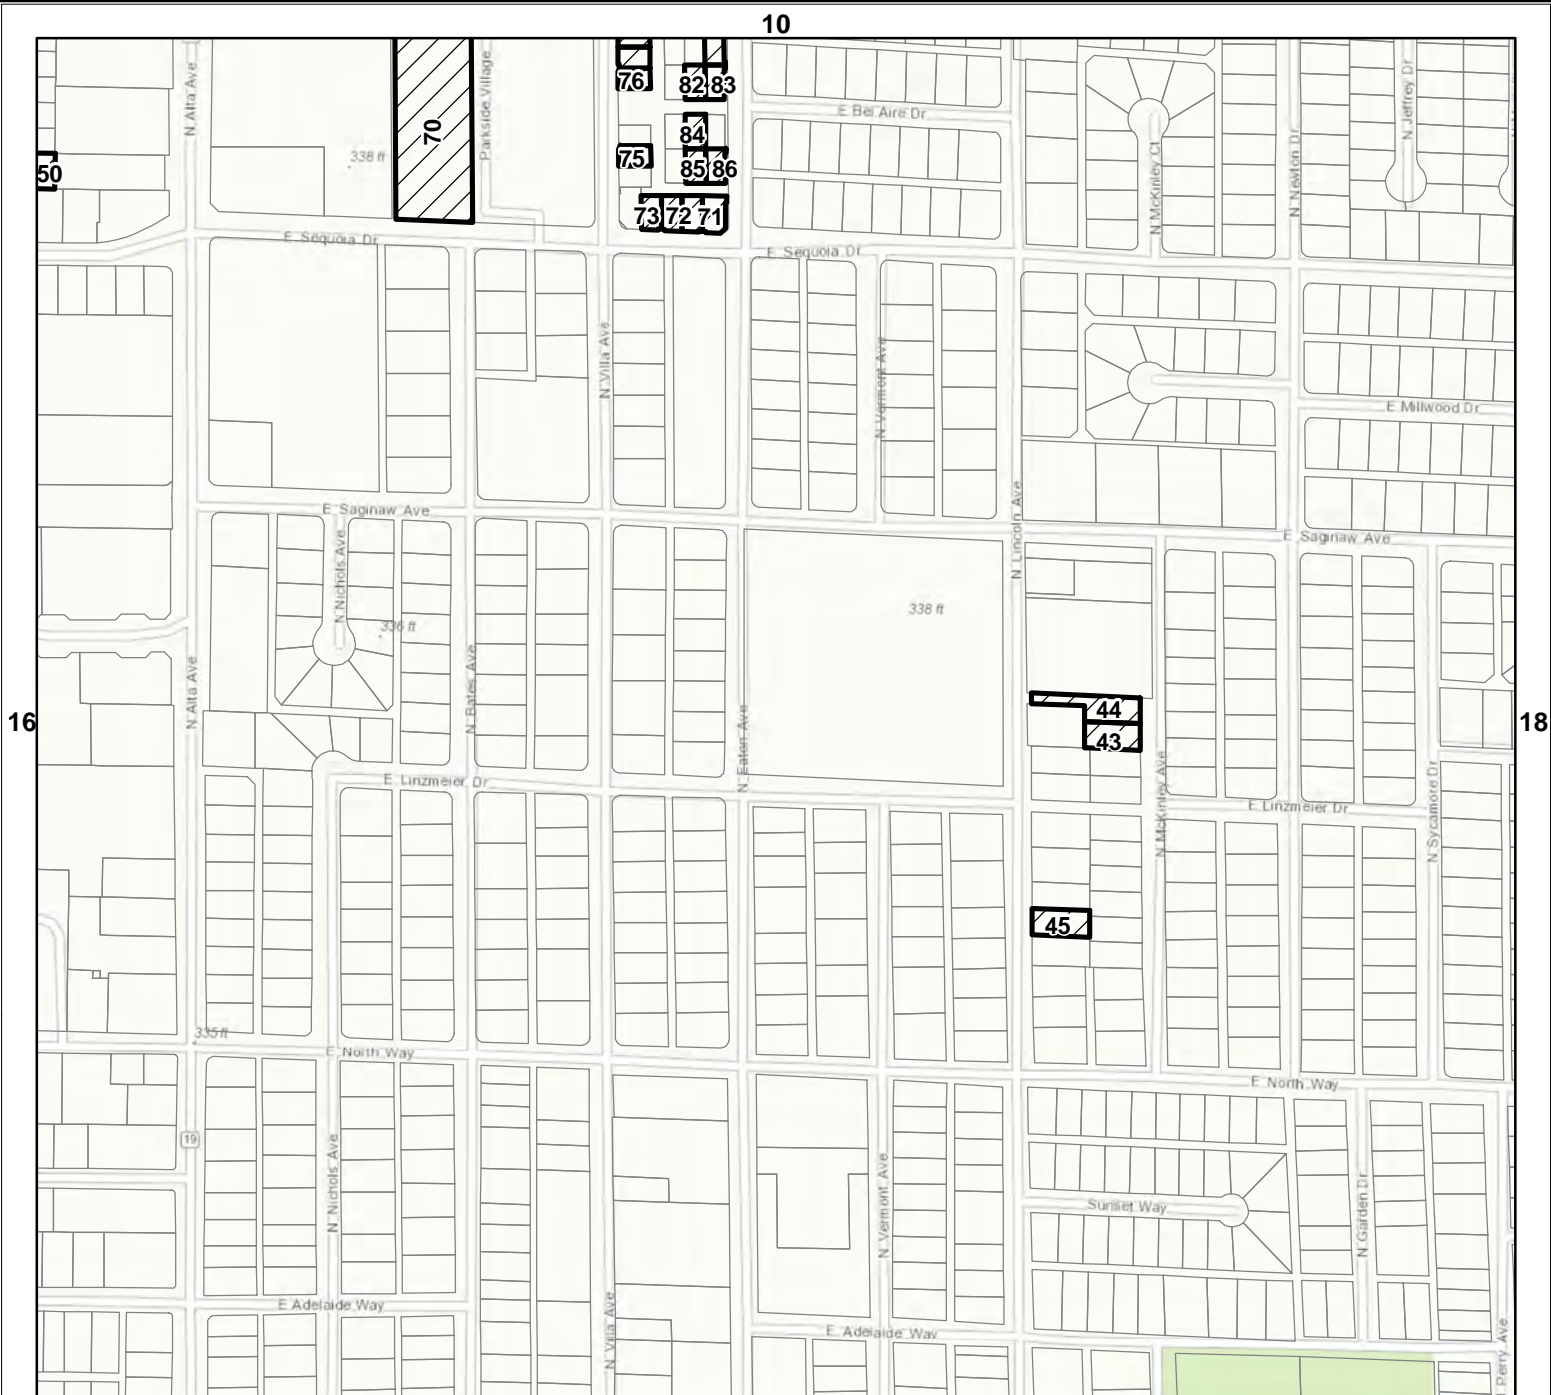 10
N Alta Ave
70
Parkside Village
76
82 83
E Bel Aire Dr
N Jeffrey Dr
338 ft
84
50
75
85 86
N McKinley Ct
N Newton Dr
73 72 71
E Sequoia Dr
E Sequoia Dr
N Villa Ave
N Vermont Ave
E Millwood Dr
E Saginaw Ave
N Lincoln Ave
E Saginaw Ave
N Nichols Ave
338 ft
336 ft
N Alta Ave
N Bates Ave
16
44
18
43
N Eaton Ave
E Linzmeier Dr
N McKinley Ave
E Linzmeier Dr
N Sycamore Dr
45
335 ft
E North Way
E North Way
19
N Nichols Ave
N Vermont Ave
Sunset Way
N Garden Dr
E Adelaide Way
N Villa Ave
E Adelaide Way
Perry Ave